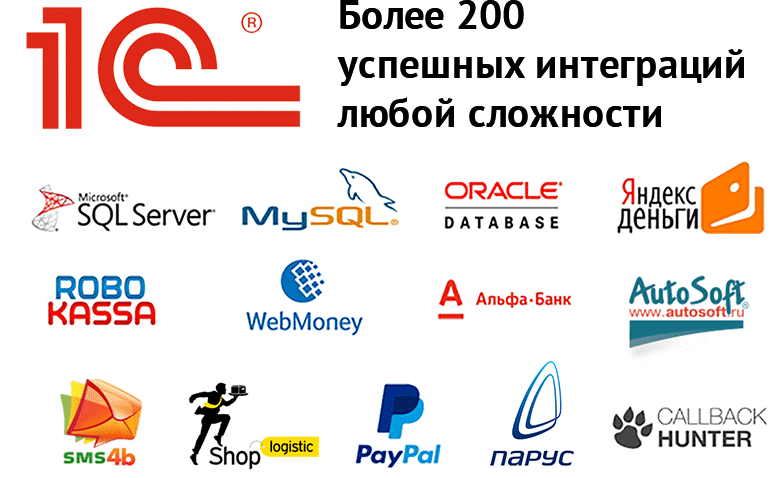 1С®
Более 200
успешных интеграций
любой сложности
Microsoft®
SQL Server®
MySQL®
ORACLE®
DATABASE
Яндекс
деньги
ROBO
KASSA
WebMoney
Альфа·Банк
AutoSoft®
www.autosoft.ru
SMS4b
Shop logistic
PayPal
ПАРУС
CALLBACK
HUNTER